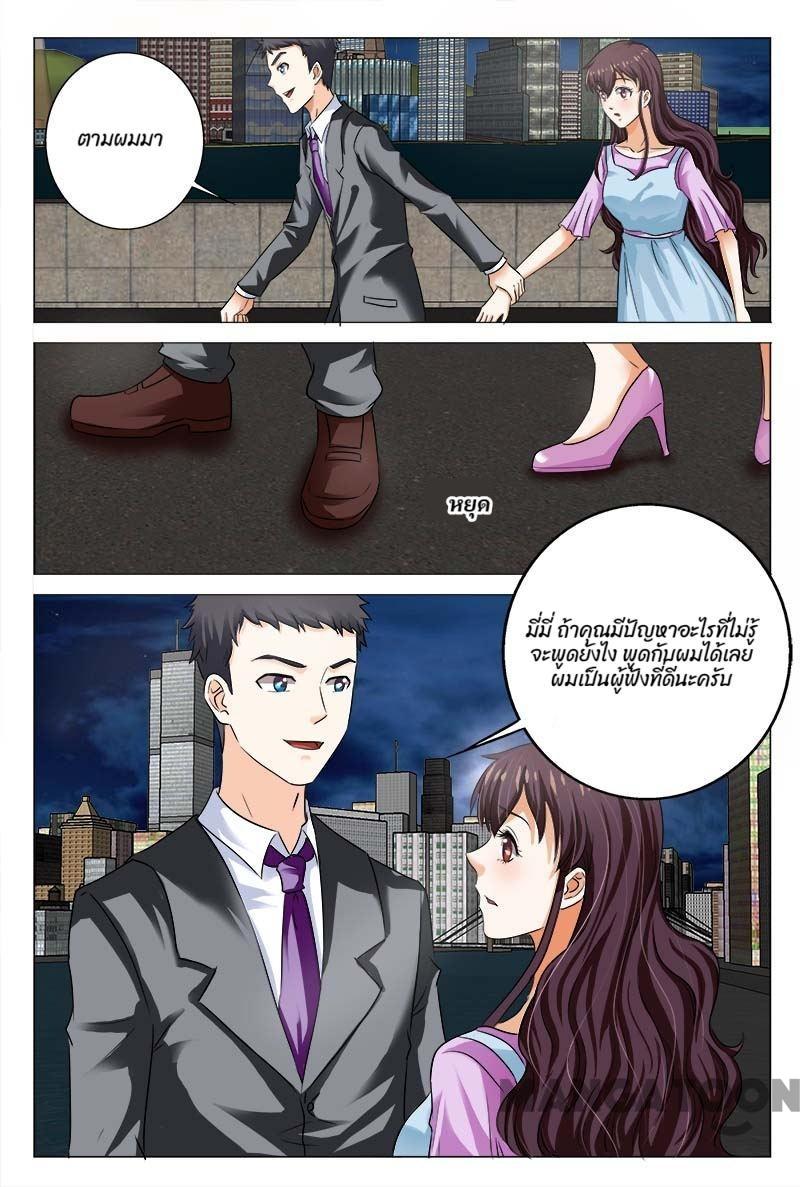 ตามผมมา
หยุด
มี่มี่ ถ้าคุณมีปัญหาอะไรที่ไม่รู้
จะพูดยังไง พูดกับผมได้เลย
ผมเป็นผู้ฟังที่ดีนะครับ
MANGATOON